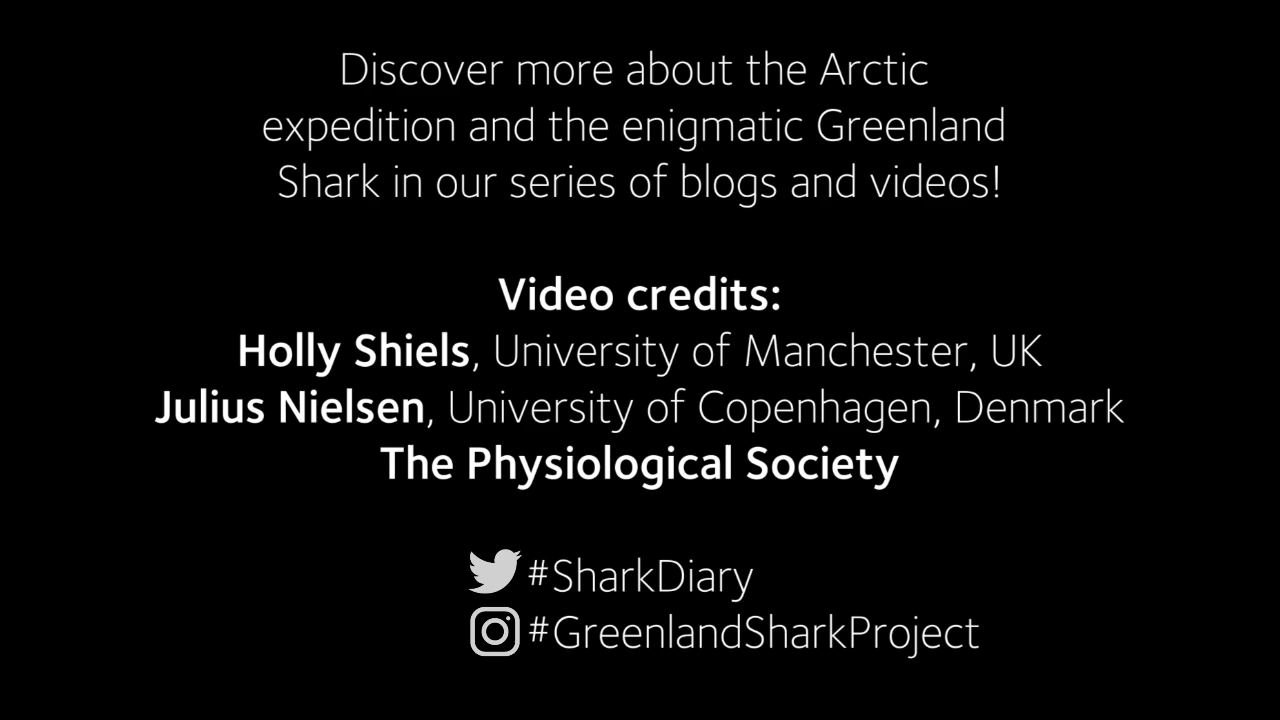 Discover more about the Arctic
expedition and the enigmatic Greenland
Shark in our series of blogs and videos!
Video credits:
Holly Shiels, University of Manchester, UK
Julius Nielsen, University of Copenhagen, Denmark
The Physiological Society
#SharkDiary
#GreenlandSharkProject